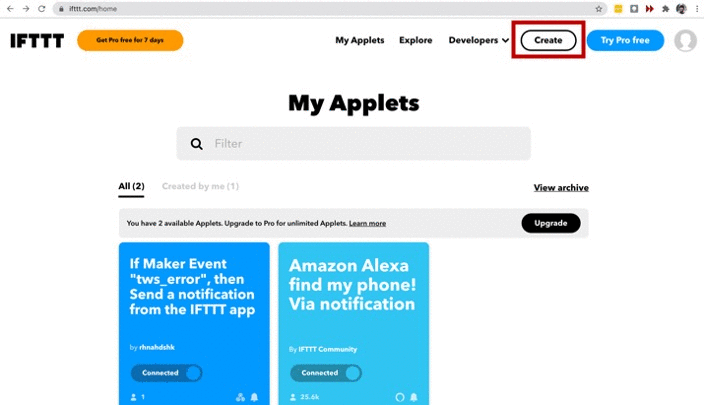 ifttt.com/home
IFTTT
Get Pro free for 7 days
My Applets
Explore
Developers
Create
Try Pro free
My Applets
Filter
All (2)
Created by me (1)
View archive
You have 2 available Applets. Upgrade to Pro for unlimited Applets. Learn more
Upgrade
If Maker Event
"tws_error", then
Send a notification
from the IFTTT app
by rhnahdshk
Connected
1
Amazon Alexa
find my phone!
Via notification
By IFTTT Community
Connected
25.6k